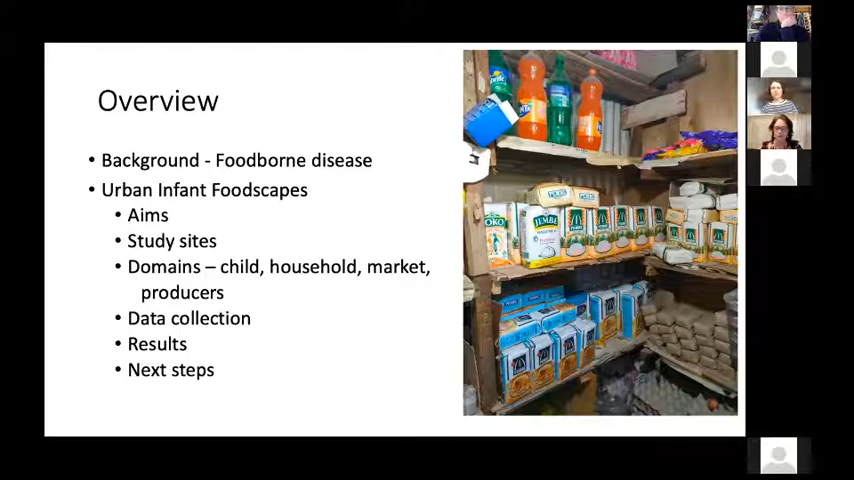 Overview
• Background - Foodborne disease
• Urban Infant Foodscapes
• Aims
• Study sites
• Domains – child, household, market,
producers
• Data collection
• Results
• Next steps
JEMBE